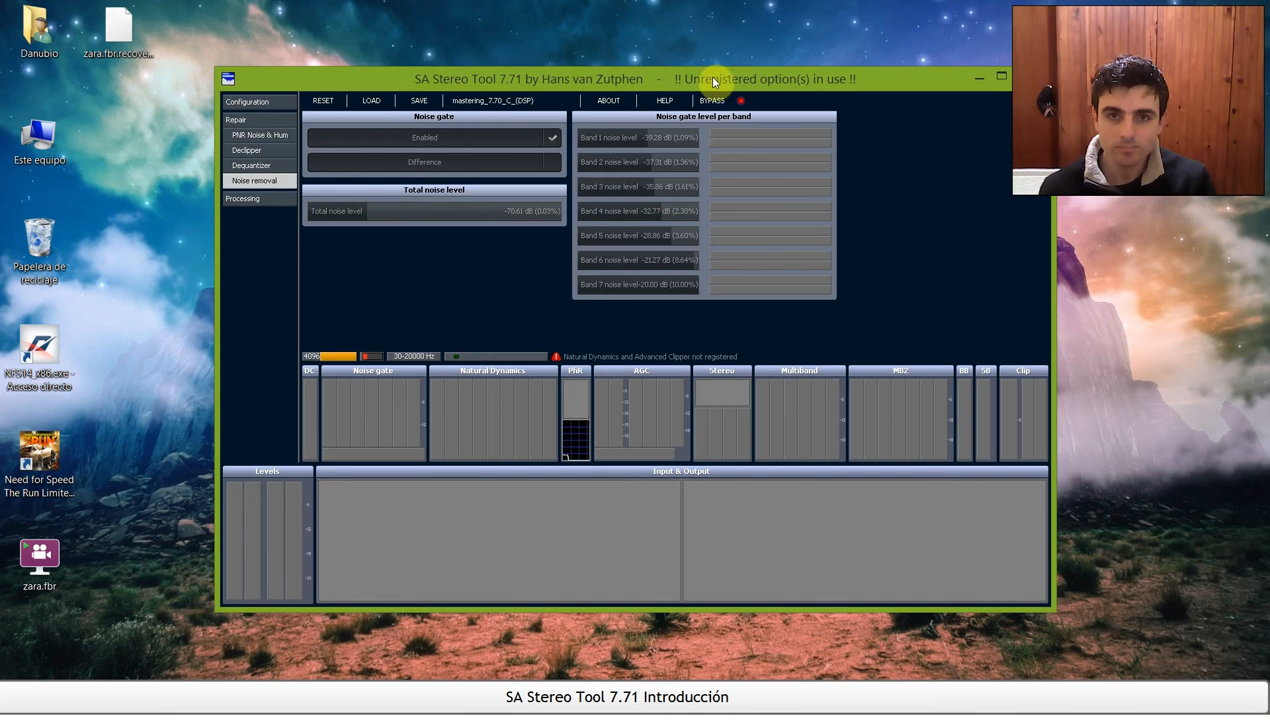 Danubio
zara.fbr.recove...
Este equipo
Papelera de
reciclaje
NFS14_x86.exe -
Acceso directo
Need for Speed
The Run Limite...
zara.fbr
SA Stereo Tool 7.71 by Hans van Zutphen - !! Unregistered option(s) in use !!
Configuration
Repair
PNR Noise & Hum
Declipper
Dequantizer
Noise removal
Processing
RESET LOAD SAVE mastering_7.70_C_(DSP) ABOUT HELP BYPASS
Noise gate
Enabled
Difference
Total noise level
Total noise level -70.61 dB (0.03%)
Noise gate level per band
Band 1 noise level -39.28 dB (1.09%)
Band 2 noise level -37.31 dB (1.36%)
Band 3 noise level -35.86 dB (1.61%)
Band 4 noise level -32.77 dB (2.30%)
Band 5 noise level -28.86 dB (3.60%)
Band 6 noise level -21.27 dB (8.64%)
Band 7 noise level -20.00 dB (10.00%)
4096 30-20000 Hz Natural Dynamics and Advanced Clipper not registered
DC Noise gate Natural Dynamics PhR AGC Stereo Multiband MB2 BB SB Clip
Levels Input & Output
SA Stereo Tool 7.71 Introducción